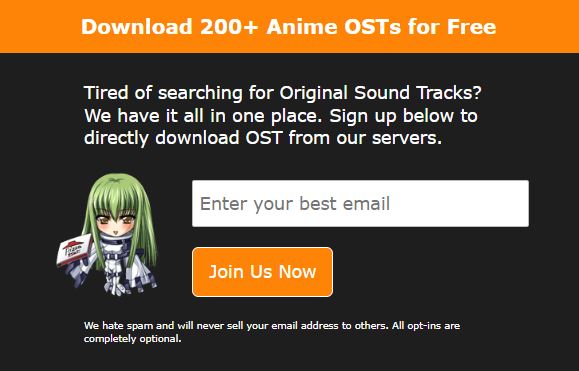 Download 200+ Anime OSTs for Free
Tired of searching for Original Sound Tracks?
We have it all in one place. Sign up below to
directly download OST from our servers.
Enter your best email
Join Us Now
We hate spam and will never sell your email address to others. All opt-ins are
completely optional.